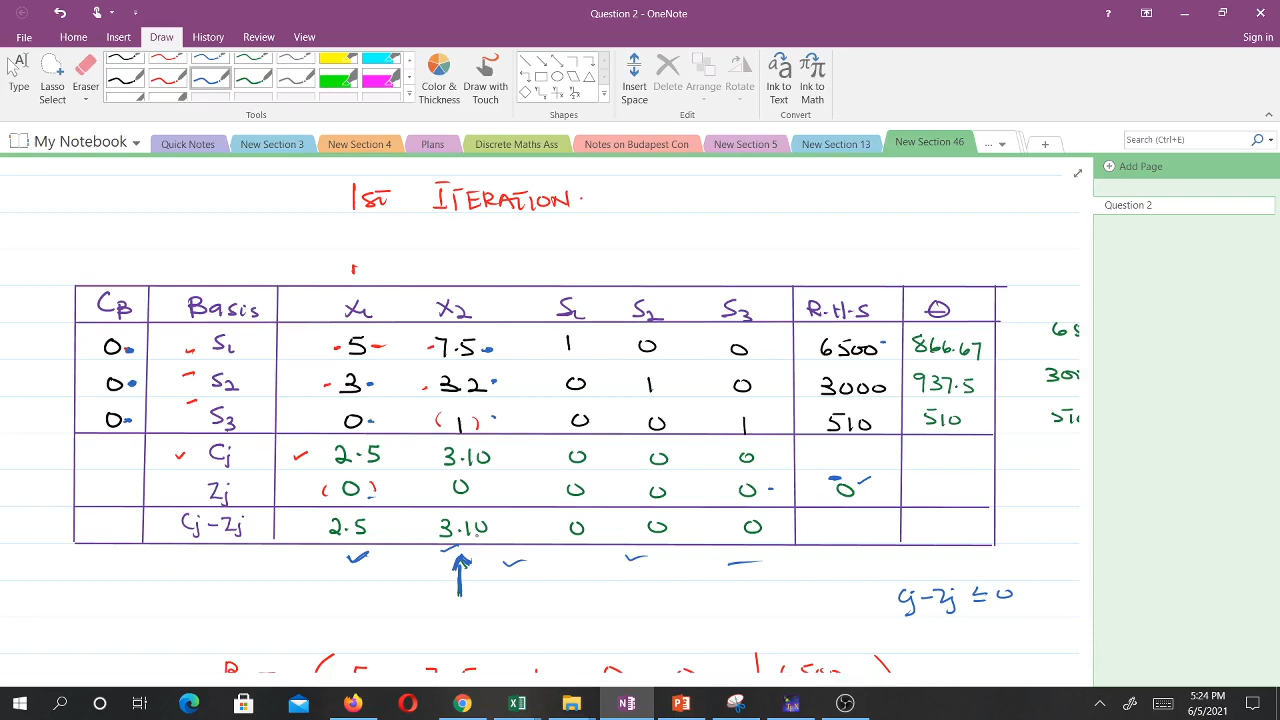 Question 2 - OneNote
? Sign in
File Home Insert Draw History Review View
Type Lasso Select Eraser Color & Thickness Draw with Touch Insert Space Delete Arrange Rotate Ink to Text Ink to Math
Tools Shapes Edit Convert
My Notebook Quick Notes New Section 3 New Section 4 Plans Discrete Maths Ass Notes on Budapest Con New Section 5 New Section 13 New Section 46 ... + Search (Ctrl+E)
Add Page
Question 2
1ST ITERATION.
CB Basis X1 X2 S1 S2 S3 R.H.S θ
0 S1 5 7.5 1 0 0 6500 866.67
0 S2 3 3.2 0 1 0 3000 937.5
0 S3 0 (1) 0 0 1 510 510
Cj 2.5 3.10 0 0 0
Zj (0) 0 0 0 0 0
Cj-Zj 2.5 3.10 0 0 0
Cj-Zj ≤ 0
5:24 PM
6/5/2021